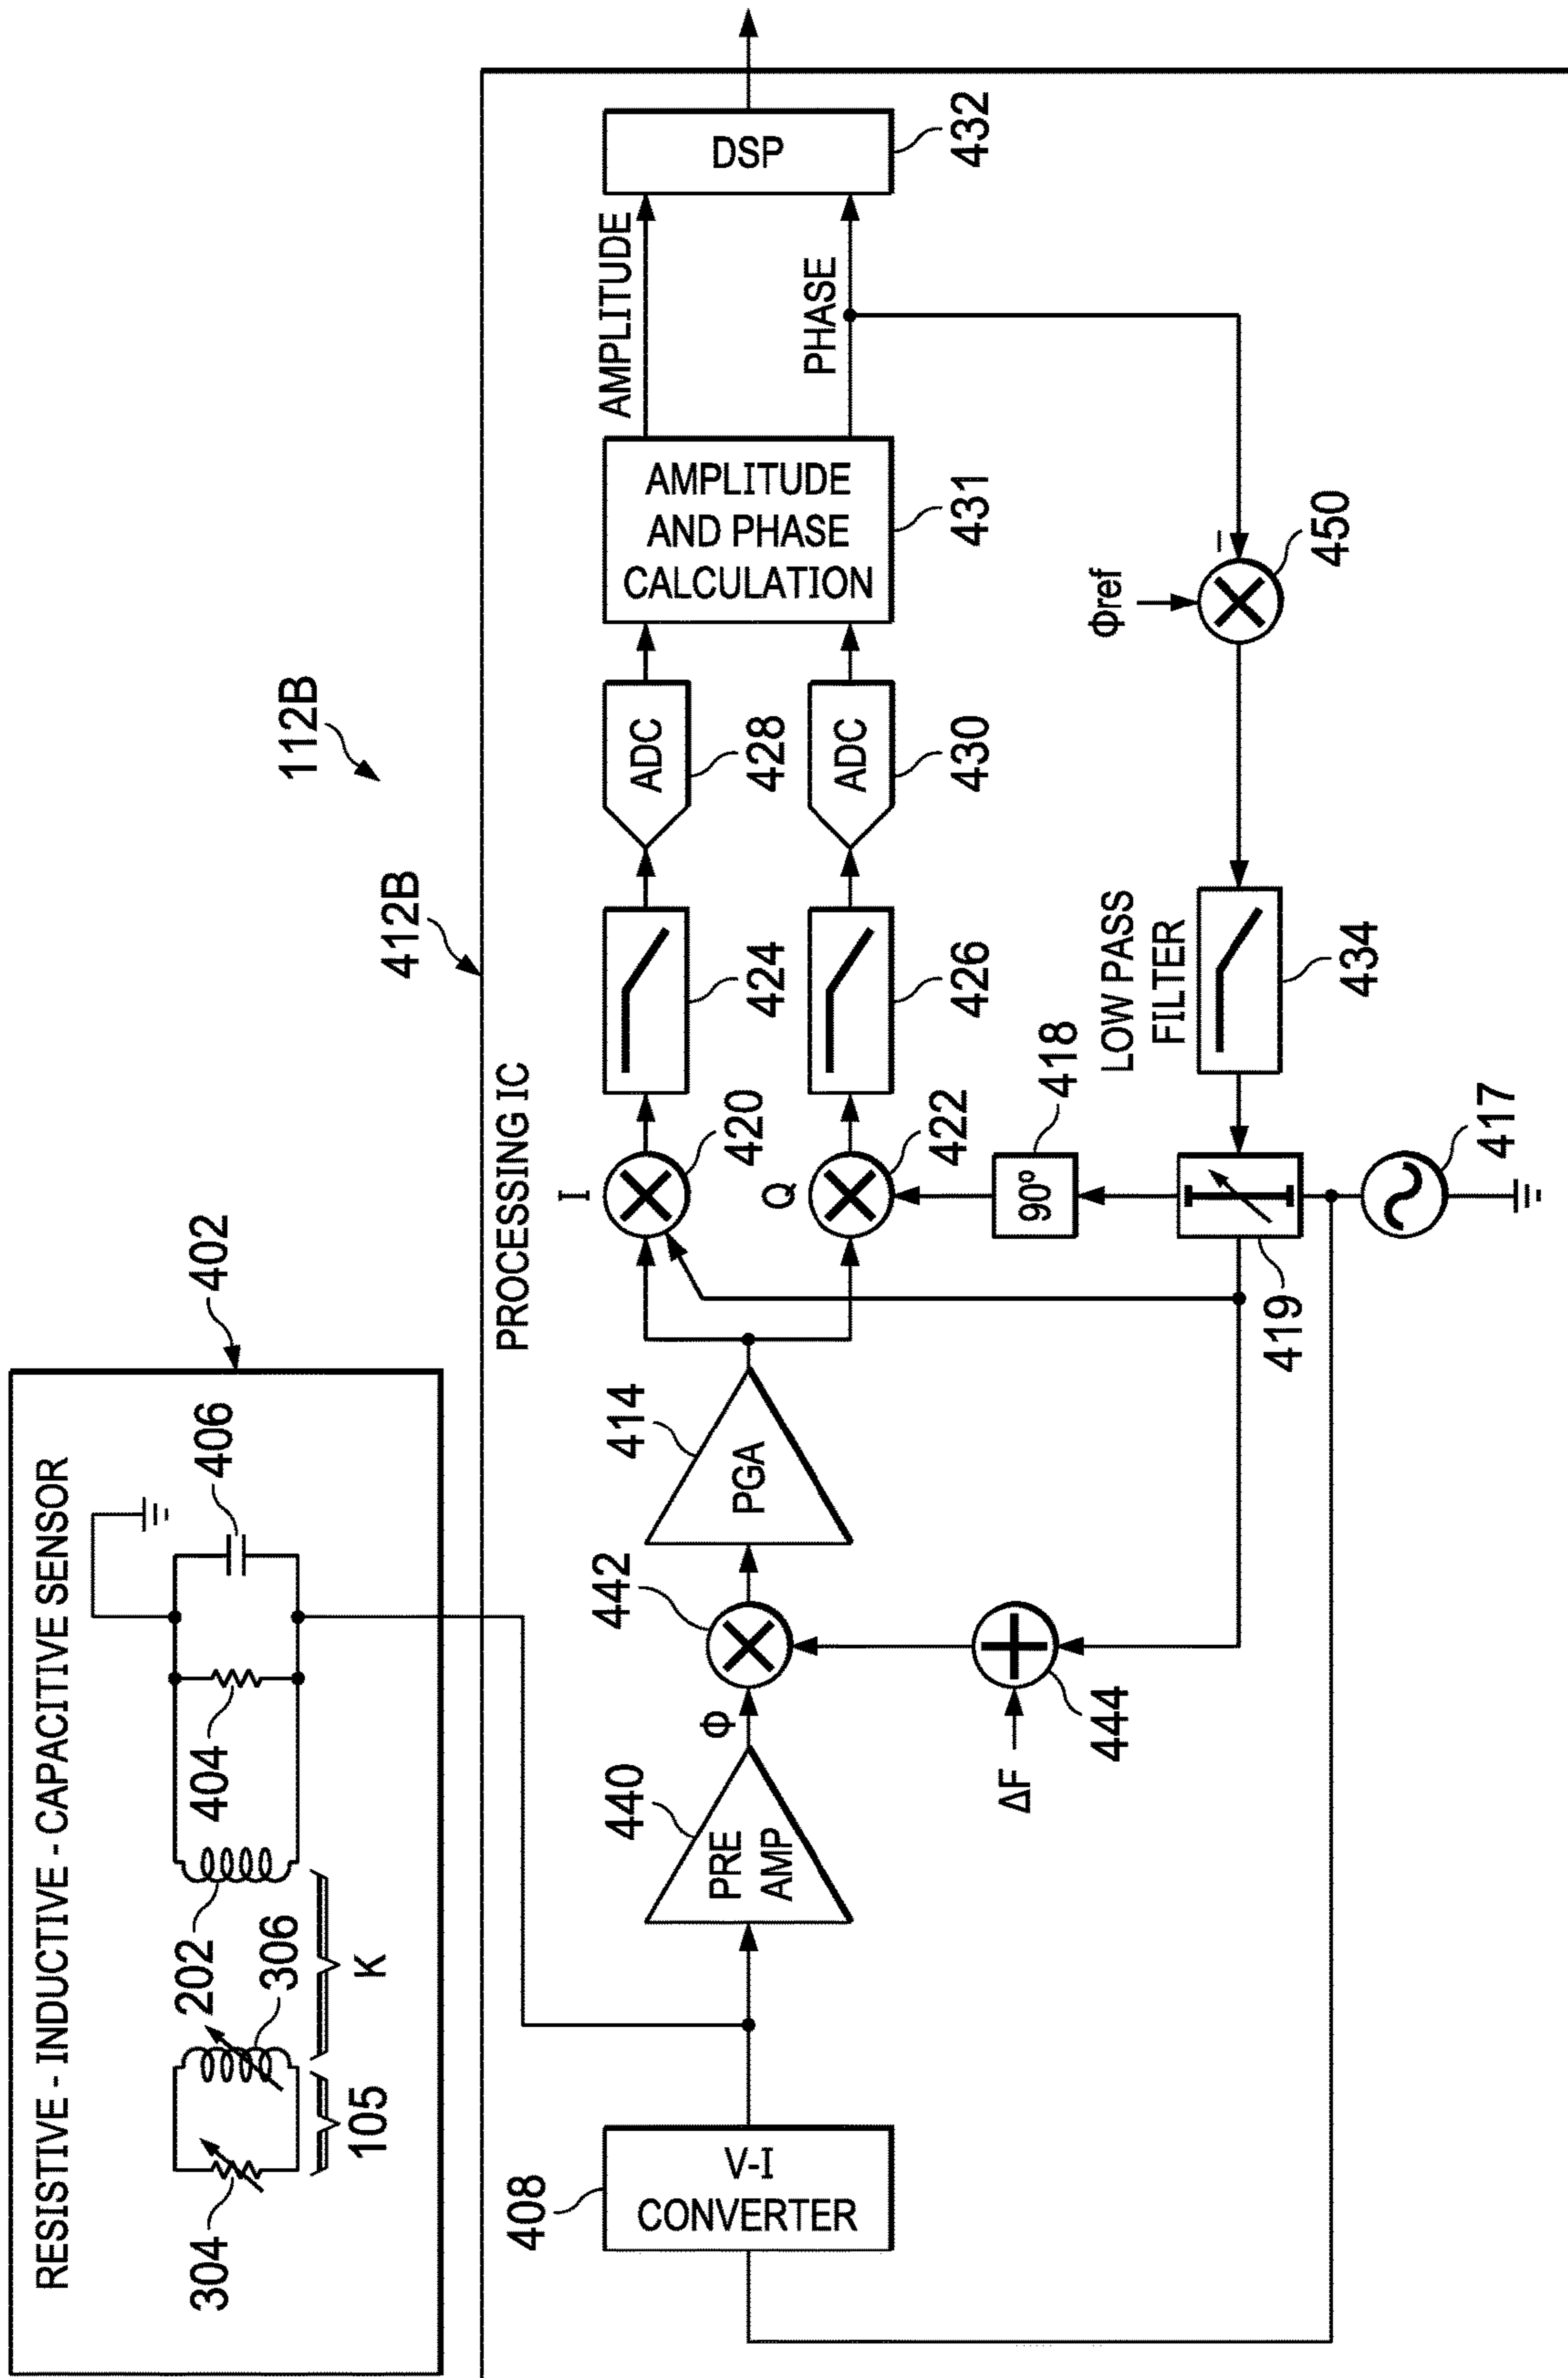 112B
402
RESISTIVE - INDUCTIVE - CAPACITIVE SENSOR
304
105
306
202
K
404
406
412B
PROCESSING IC
408
V-I
CONVERTER
440
PRE
AMP
Φ
442
ΔF
444
414
PGA
I
420
Q
422
90º
418
419
417
424
426
ADC
428
ADC
430
AMPLITUDE
AND PHASE
CALCULATION
431
AMPLITUDE
PHASE
DSP
432
Φref
–
450
LOW PASS
FILTER
434